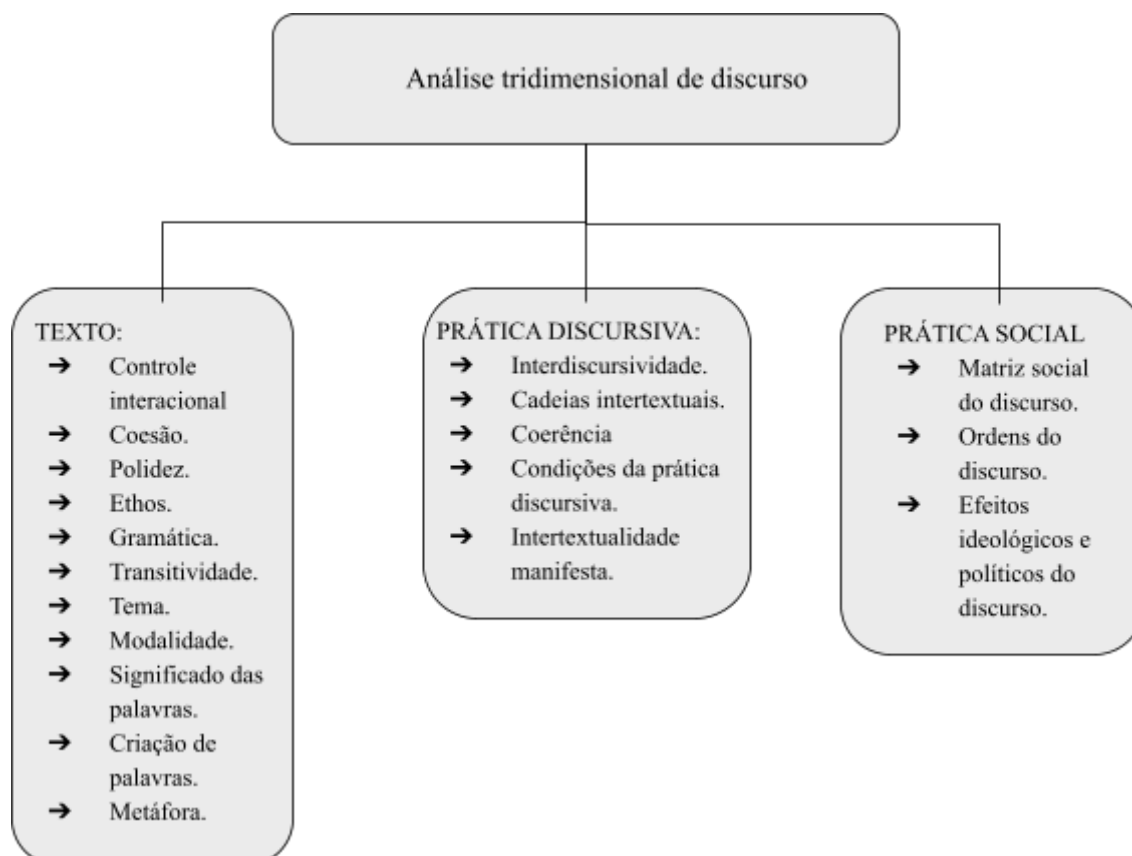 Análise tridimensional de discurso
TEXTO:
➔ Controle
interacional
➔ Coesão.
➔ Polidez.
➔ Ethos.
➔ Gramática.
➔ Transitividade.
➔ Tema.
➔ Modalidade.
➔ Significado das
palavras.
➔ Criação de
palavras.
➔ Metáfora.
PRÁTICA DISCURSIVA:
➔ Interdiscursividade.
➔ Cadeias intertextuais.
➔ Coerência
➔ Condições da prática
discursiva.
➔ Intertextualidade
manifesta.
PRÁTICA SOCIAL
➔ Matriz social
do discurso.
➔ Ordens do
discurso.
➔ Efeitos
ideológicos e
políticos do
discurso.